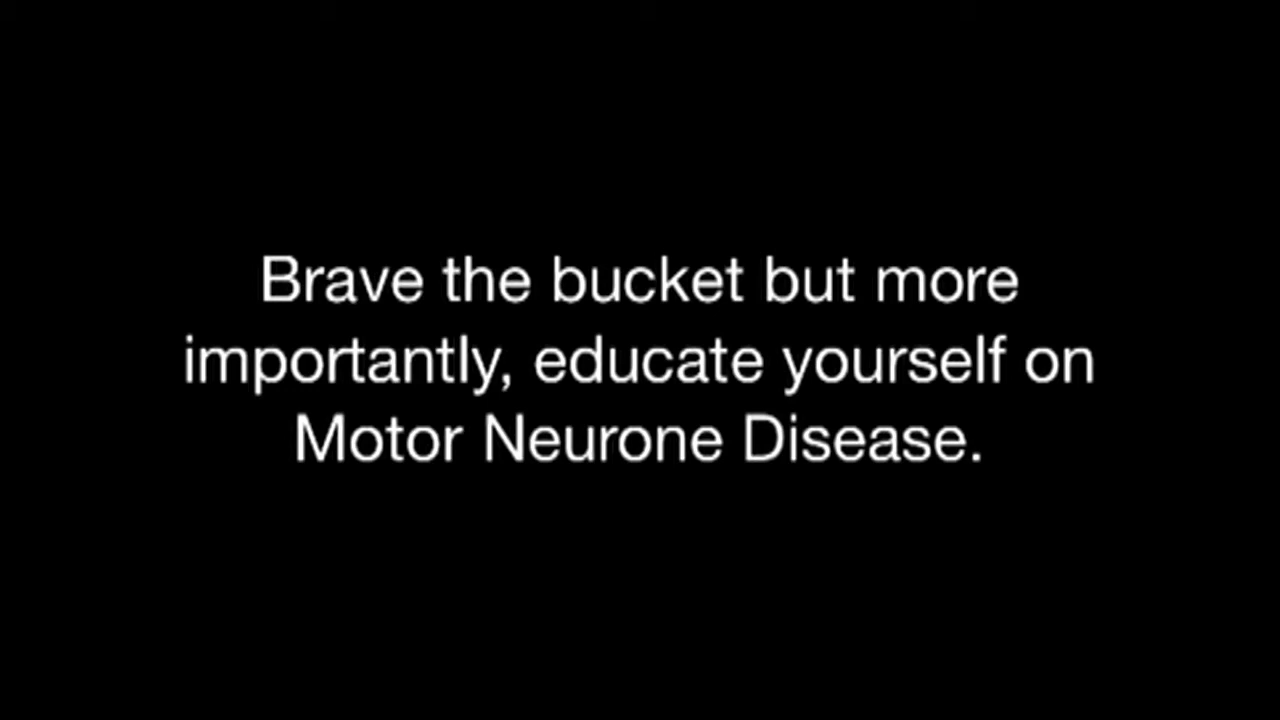 Brave the bucket but more
importantly, educate yourself on
Motor Neurone Disease.